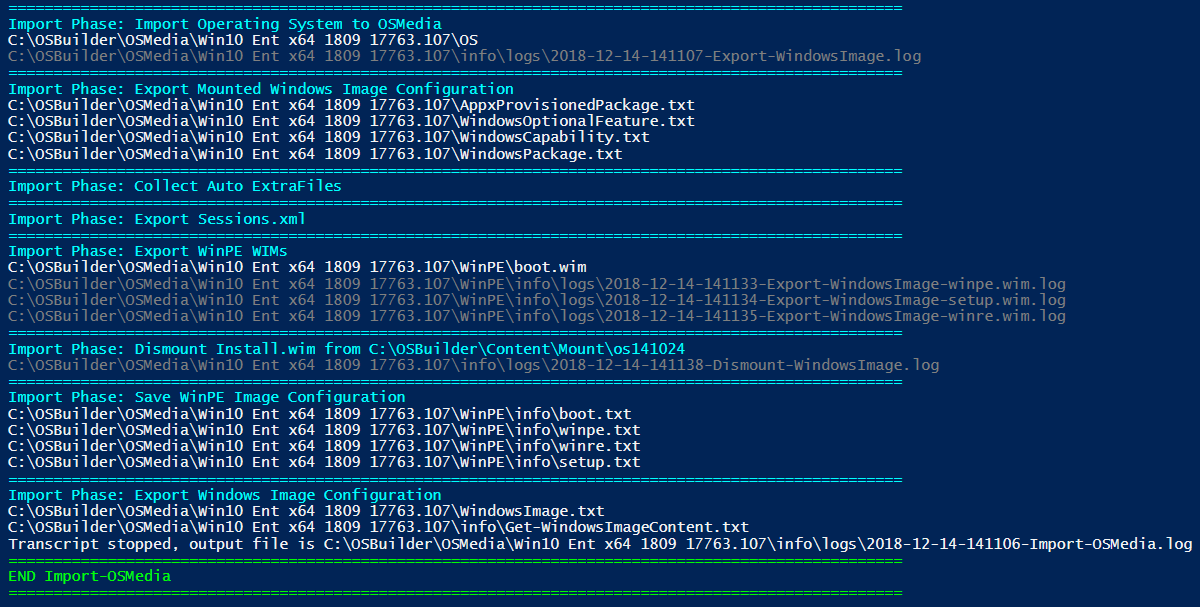 ====================================================================================================
Import Phase: Import Operating System to OSMedia
C:\OSBuilder\OSMedia\Win10 Ent x64 1809 17763.107\OS
C:\OSBuilder\OSMedia\Win10 Ent x64 1809 17763.107\info\logs\2018-12-14-141107-Export-WindowsImage.log
====================================================================================================
Import Phase: Export Mounted Windows Image Configuration
C:\OSBuilder\OSMedia\Win10 Ent x64 1809 17763.107\AppxProvisionedPackage.txt
C:\OSBuilder\OSMedia\Win10 Ent x64 1809 17763.107\WindowsOptionalFeature.txt
C:\OSBuilder\OSMedia\Win10 Ent x64 1809 17763.107\WindowsCapability.txt
C:\OSBuilder\OSMedia\Win10 Ent x64 1809 17763.107\WindowsPackage.txt
====================================================================================================
Import Phase: Collect Auto ExtraFiles
====================================================================================================
Import Phase: Export Sessions.xml
====================================================================================================
Import Phase: Export WinPE WIMs
C:\OSBuilder\OSMedia\Win10 Ent x64 1809 17763.107\WinPE\boot.wim
C:\OSBuilder\OSMedia\Win10 Ent x64 1809 17763.107\WinPE\info\logs\2018-12-14-141133-Export-WindowsImage-winpe.wim.log
C:\OSBuilder\OSMedia\Win10 Ent x64 1809 17763.107\WinPE\info\logs\2018-12-14-141134-Export-WindowsImage-setup.wim.log
C:\OSBuilder\OSMedia\Win10 Ent x64 1809 17763.107\WinPE\info\logs\2018-12-14-141135-Export-WindowsImage-winre.wim.log
====================================================================================================
Import Phase: Dismount Install.wim from C:\OSBuilder\Content\Mount\os141024
C:\OSBuilder\OSMedia\Win10 Ent x64 1809 17763.107\info\logs\2018-12-14-141138-Dismount-WindowsImage.log
====================================================================================================
Import Phase: Save WinPE Image Configuration
C:\OSBuilder\OSMedia\Win10 Ent x64 1809 17763.107\WinPE\info\boot.txt
C:\OSBuilder\OSMedia\Win10 Ent x64 1809 17763.107\WinPE\info\winpe.txt
C:\OSBuilder\OSMedia\Win10 Ent x64 1809 17763.107\WinPE\info\winre.txt
C:\OSBuilder\OSMedia\Win10 Ent x64 1809 17763.107\WinPE\info\setup.txt
====================================================================================================
Import Phase: Export Windows Image Configuration
C:\OSBuilder\OSMedia\Win10 Ent x64 1809 17763.107\WindowsImage.txt
C:\OSBuilder\OSMedia\Win10 Ent x64 1809 17763.107\info\Get-WindowsImageContent.txt
Transcript stopped, output file is C:\OSBuilder\OSMedia\Win10 Ent x64 1809 17763.107\info\logs\2018-12-14-141106-Import-OSMedia.log
====================================================================================================
END Import-OSMedia
====================================================================================================